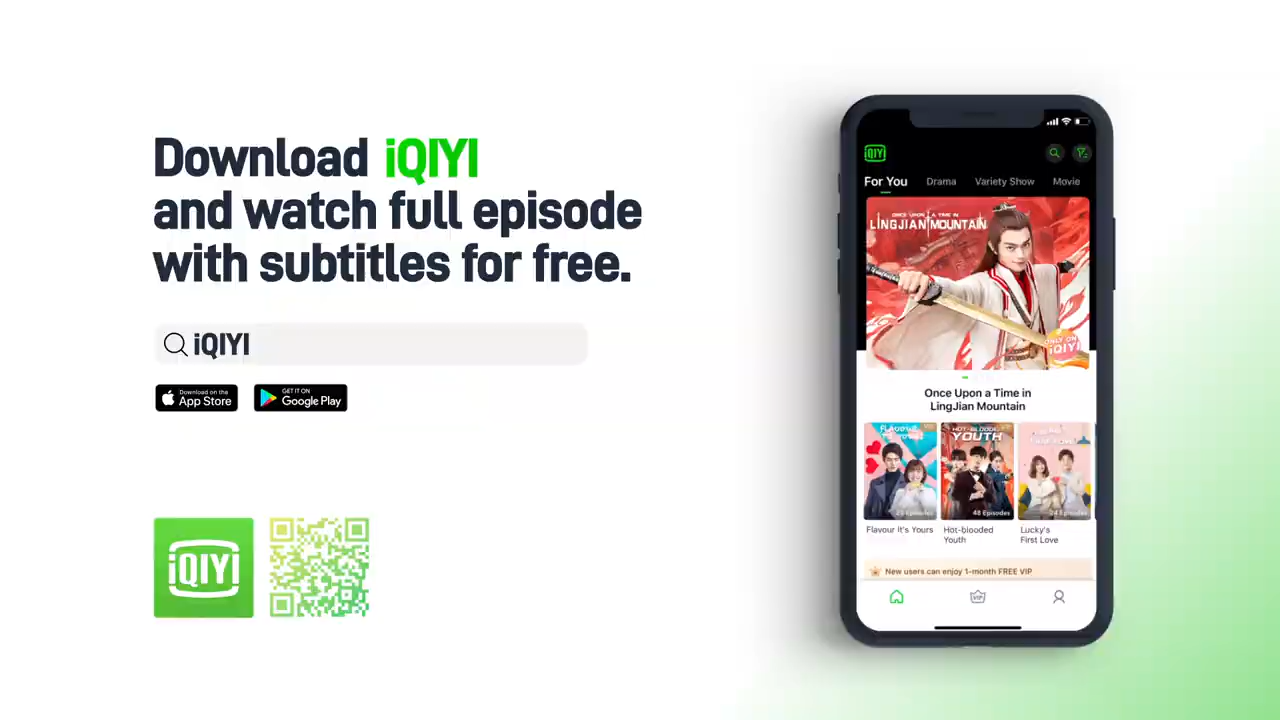 Download iQIYI
and watch full episode
with subtitles for free.
iQIYI
Download on the
App Store
GET IT ON
Google Play
iQIYI
iQIYI
For You Drama Variety Show Movie
ONCE UPON A TIME IN
LINGJIAN MOUNTAIN
ONLY ON
iQIYI
Once Upon a Time in
LingJian Mountain
HOT-BLOODED
YOUTH
48 Episodes
24 Episodes
Flavour It's Yours
Hot-blooded
Youth
Lucky's
First Love
New users can enjoy 1-month FREE VIP
VIP